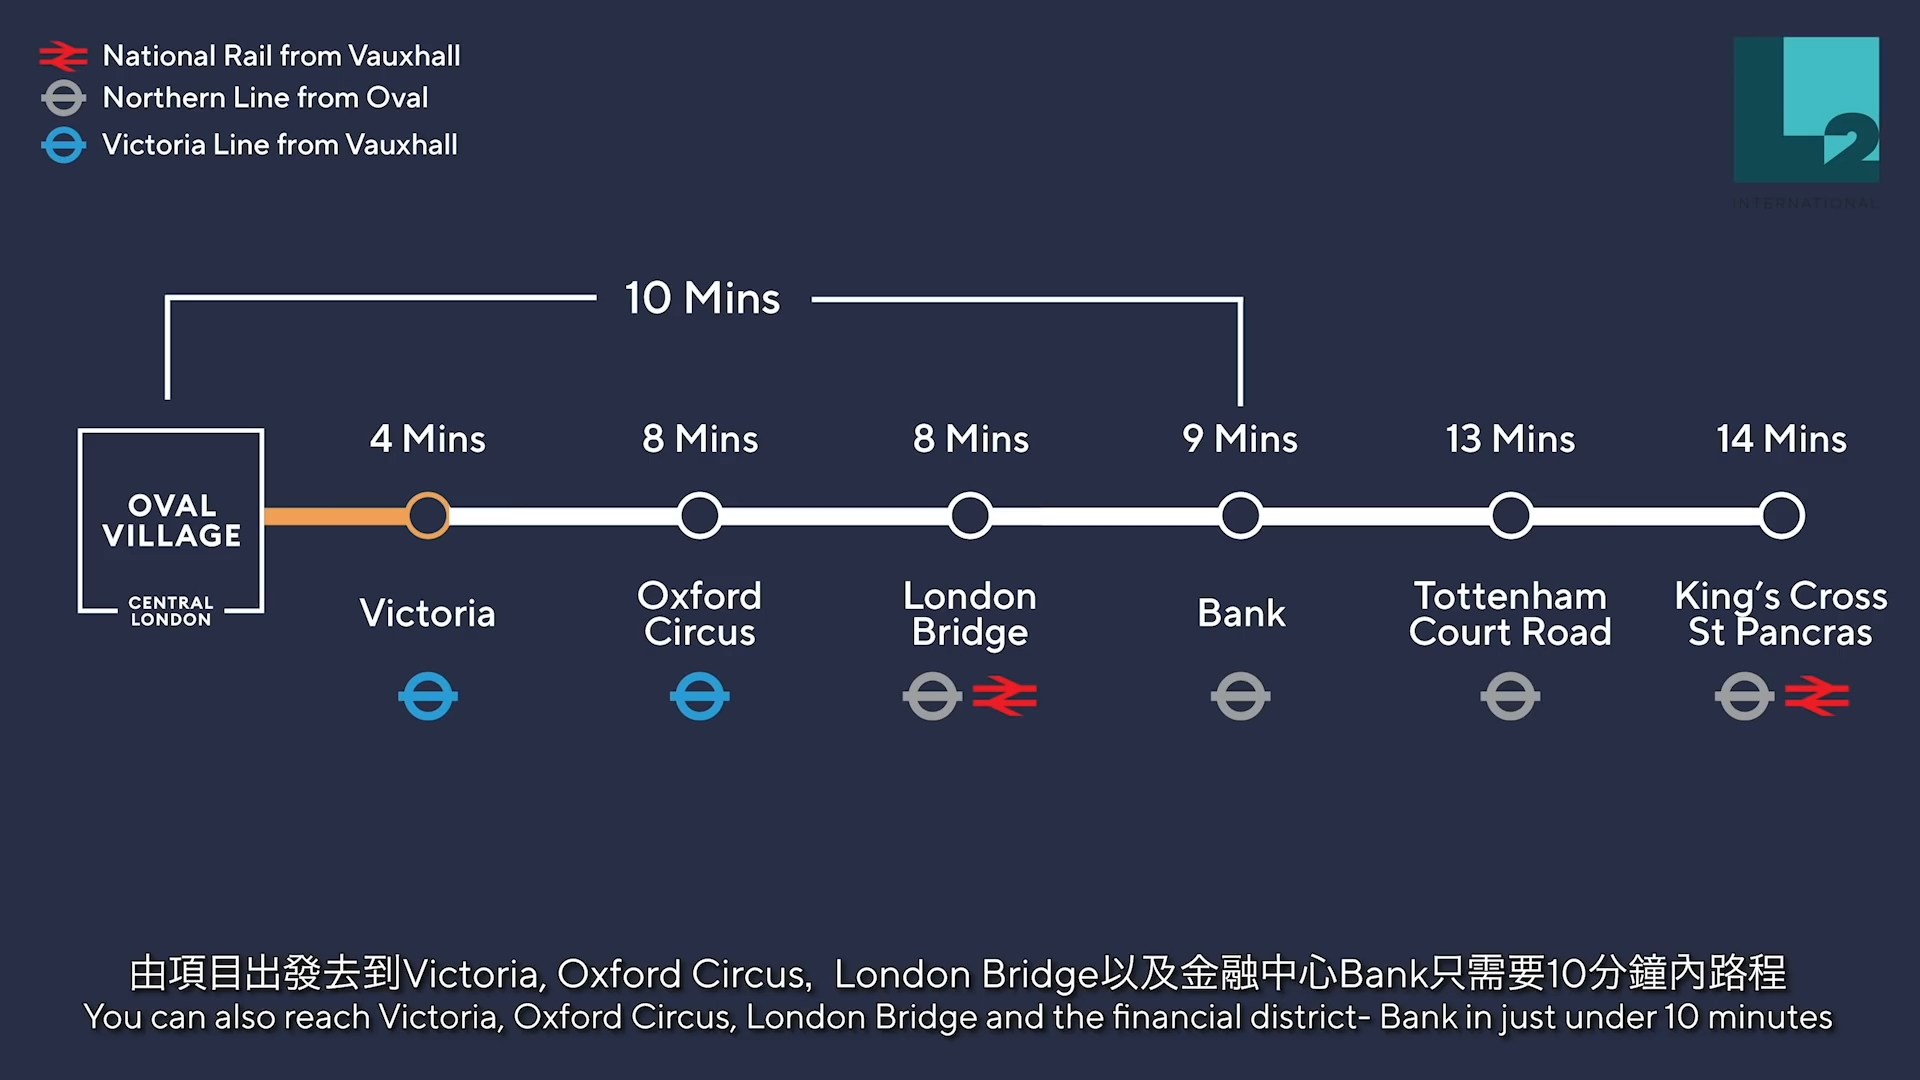 National Rail from Vauxhall
Northern Line from Oval
Victoria Line from Vauxhall
L2
INTERNATIONAL
10 Mins
4 Mins
8 Mins
8 Mins
9 Mins
13 Mins
14 Mins
OVAL
VILLAGE
CENTRAL
LONDON
Victoria
Oxford
Circus
London
Bridge
Bank
Tottenham
Court Road
King's Cross
St Pancras
由項目出發去到Victoria, Oxford Circus, London Bridge以及金融中心Bank只需要10分鐘內路程
You can also reach Victoria, Oxford Circus, London Bridge and the financial district- Bank in just under 10 minutes